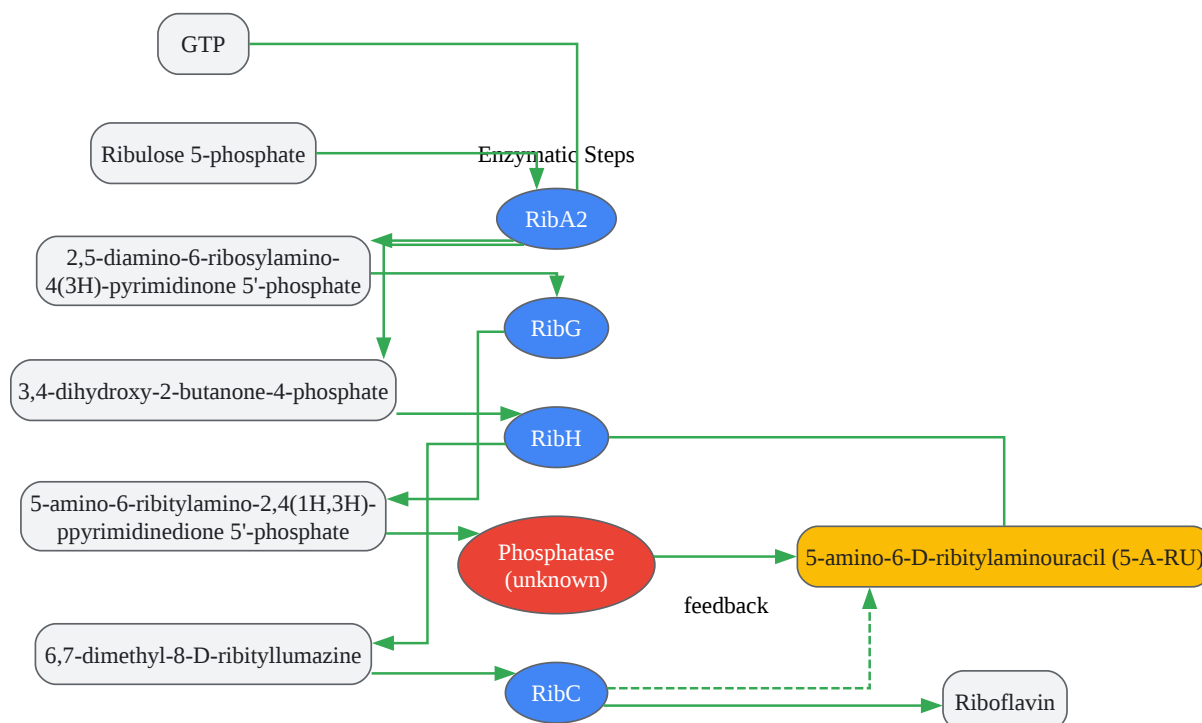 GTP
Ribulose 5-phosphate
Enzymatic Steps
RibA2
2,5-diamino-6-ribosylamino-
4(3H)-pyrimidinone 5'-phosphate
RibG
3,4-dihydroxy-2-butanone-4-phosphate
RibH
5-amino-6-ribitylamino-2,4(1H,3H)-
ppyrimidinedione 5'-phosphate
Phosphatase
(unknown)
5-amino-6-D-ribitylaminouracil (5-A-RU)
feedback
6,7-dimethyl-8-D-ribityllumazine
RibC
Riboflavin